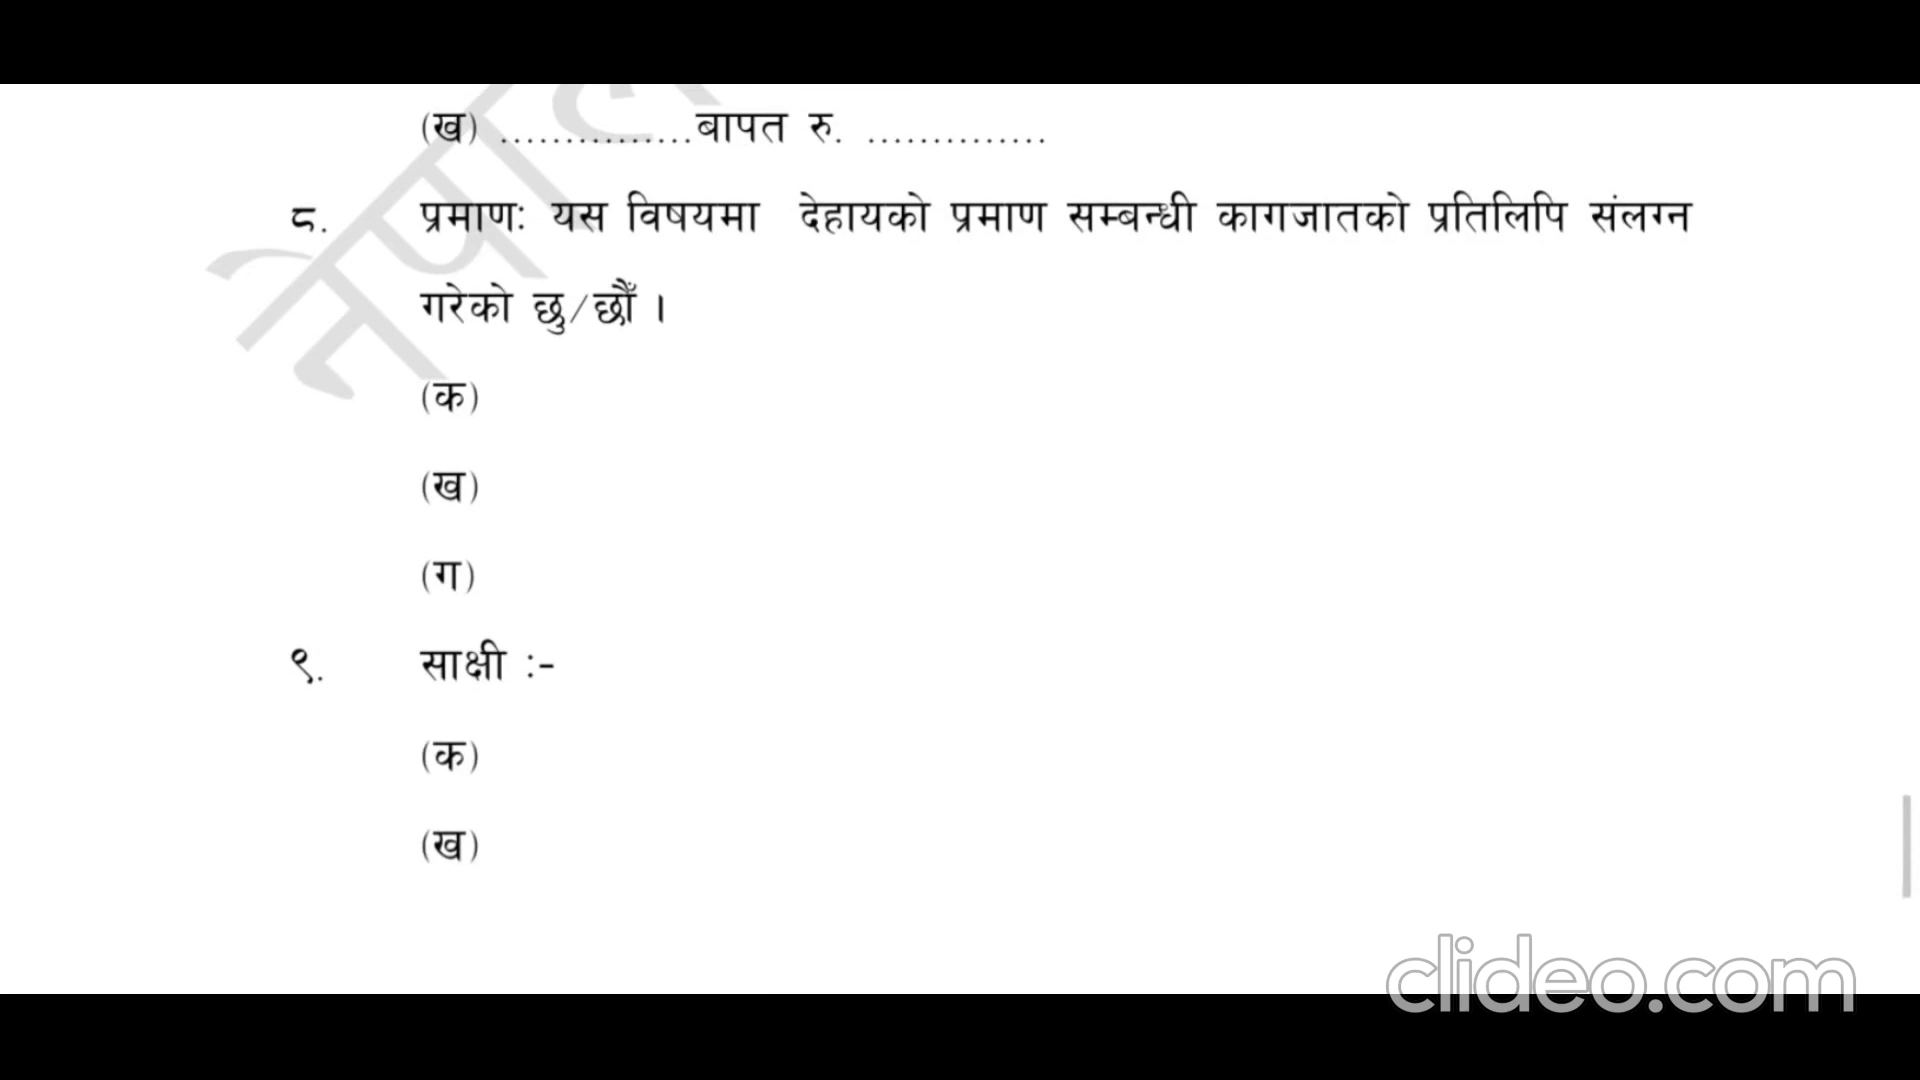 (ख) ...............बापत रु. ..............
८. प्रमाणः यस विषयमा देहायको प्रमाण सम्बन्धी कागजातको प्रतिलिपि संलग्न
गरेको छु/छौँ ।
(क)
(ख)
(ग)
९. साक्षी :-
(क)
(ख)
clideo.com